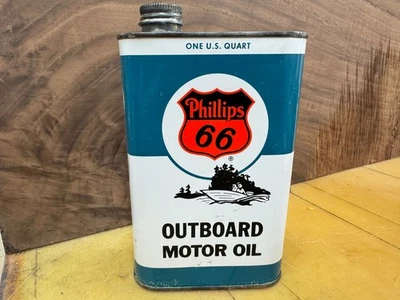 ONE U.S. QUART
Phillips
66
®
OUTBOARD
MOTOR OIL